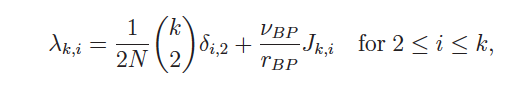 λ_{k,i} = \frac{1}{2N} \binom{k}{2} δ_{i,2} + \frac{ν_{BP}}{r_{BP}} J_{k,i} for 2 ≤ i ≤ k,